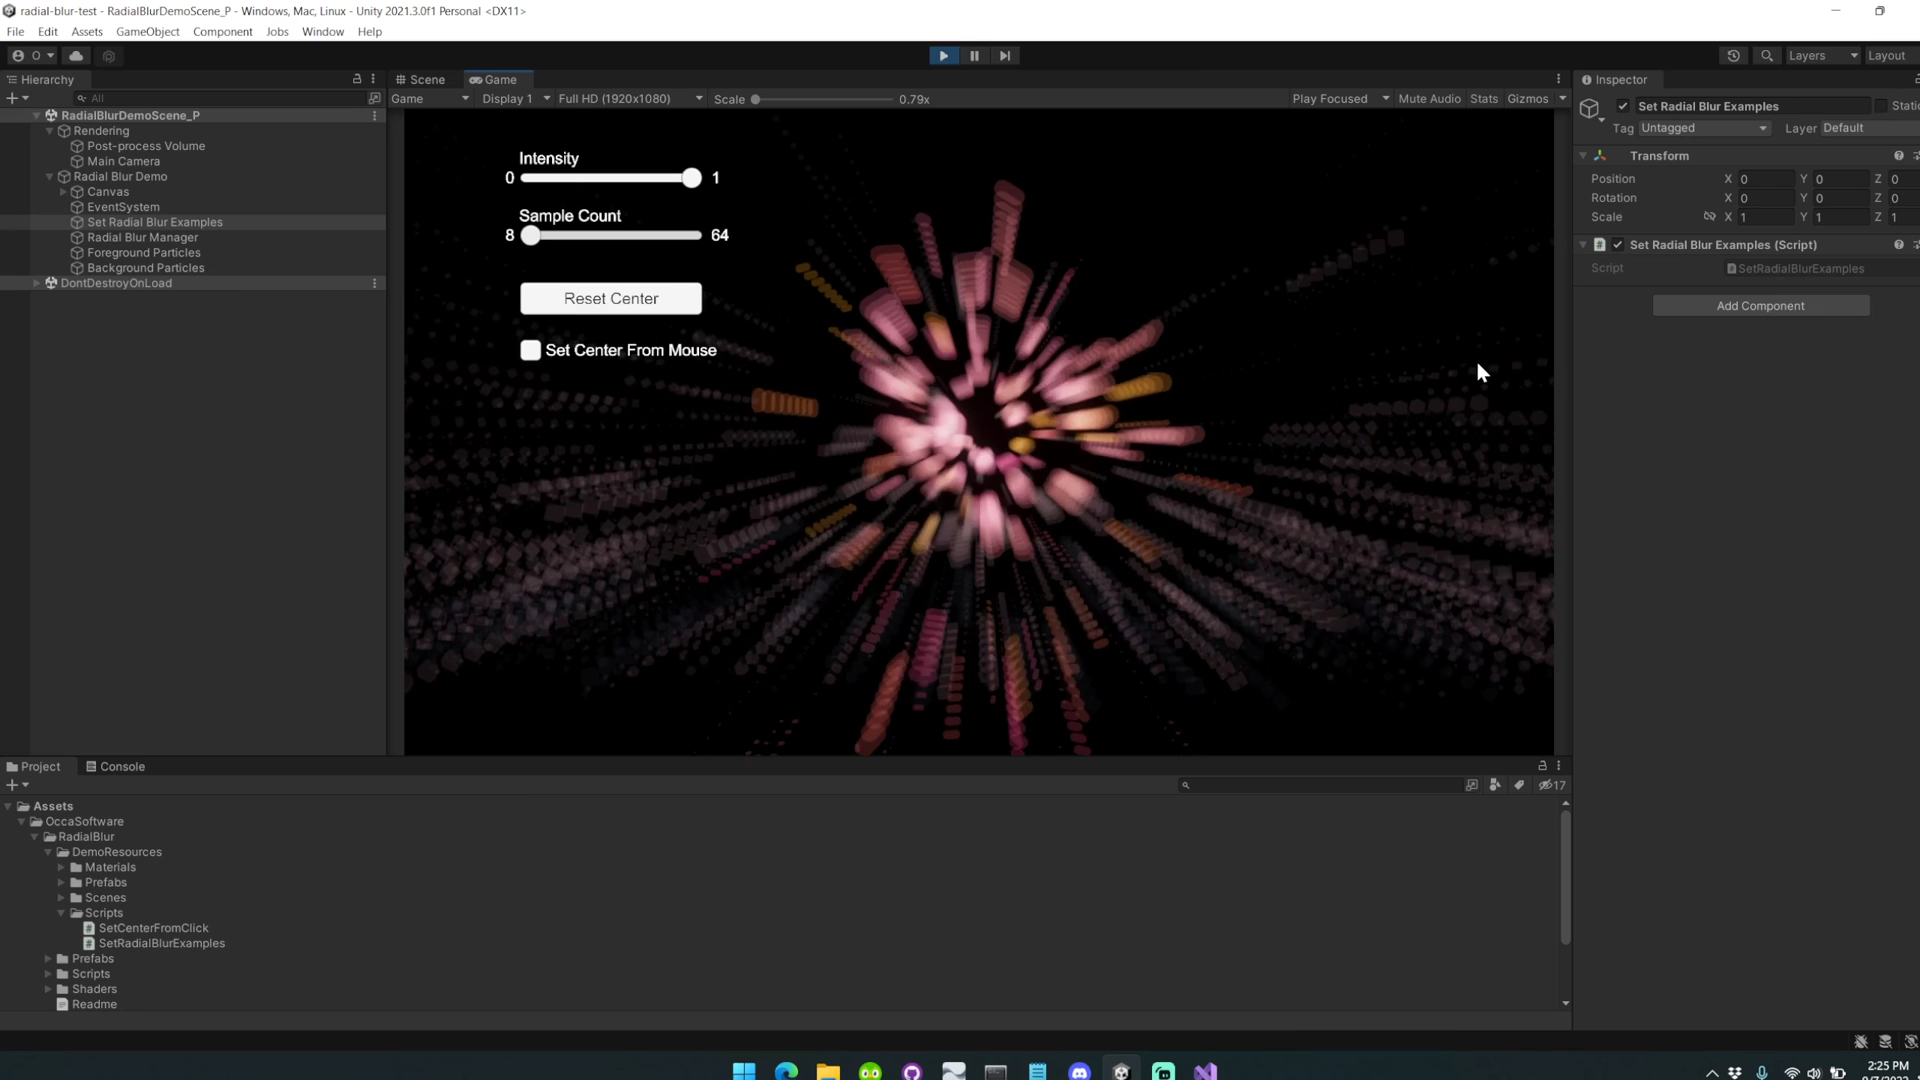 radial-blur-test - RadialBlurDemoScene_P - Windows, Mac, Linux - Unity 2021.3.0f1 Personal <DX11>
File Edit Assets GameObject Component Jobs Window Help
O Layers Layout
Hierarchy
All
RadialBlurDemoScene_P
Rendering
Post-process Volume
Main Camera
Radial Blur Demo
Canvas
EventSystem
Set Radial Blur Examples
Radial Blur Manager
Foreground Particles
Background Particles
DontDestroyOnLoad
Scene Game
Game Display 1 Full HD (1920x1080) Scale 0.79x Play Focused Mute Audio Stats Gizmos
Intensity
0 1
Sample Count
8 64
Reset Center
Set Center From Mouse
Inspector
Set Radial Blur Examples Static
Tag Untagged Layer Default
Transform
Position X 0 Y 0 Z 0
Rotation X 0 Y 0 Z 0
Scale X 1 Y 1 Z 1
Set Radial Blur Examples (Script)
Script SetRadialBlurExamples
Add Component
Project Console
17
Assets
OccaSoftware
RadialBlur
DemoResources
Materials
Prefabs
Scenes
Scripts
SetCenterFromClick
SetRadialBlurExamples
Prefabs
Scripts
Shaders
Readme
2:25 PM